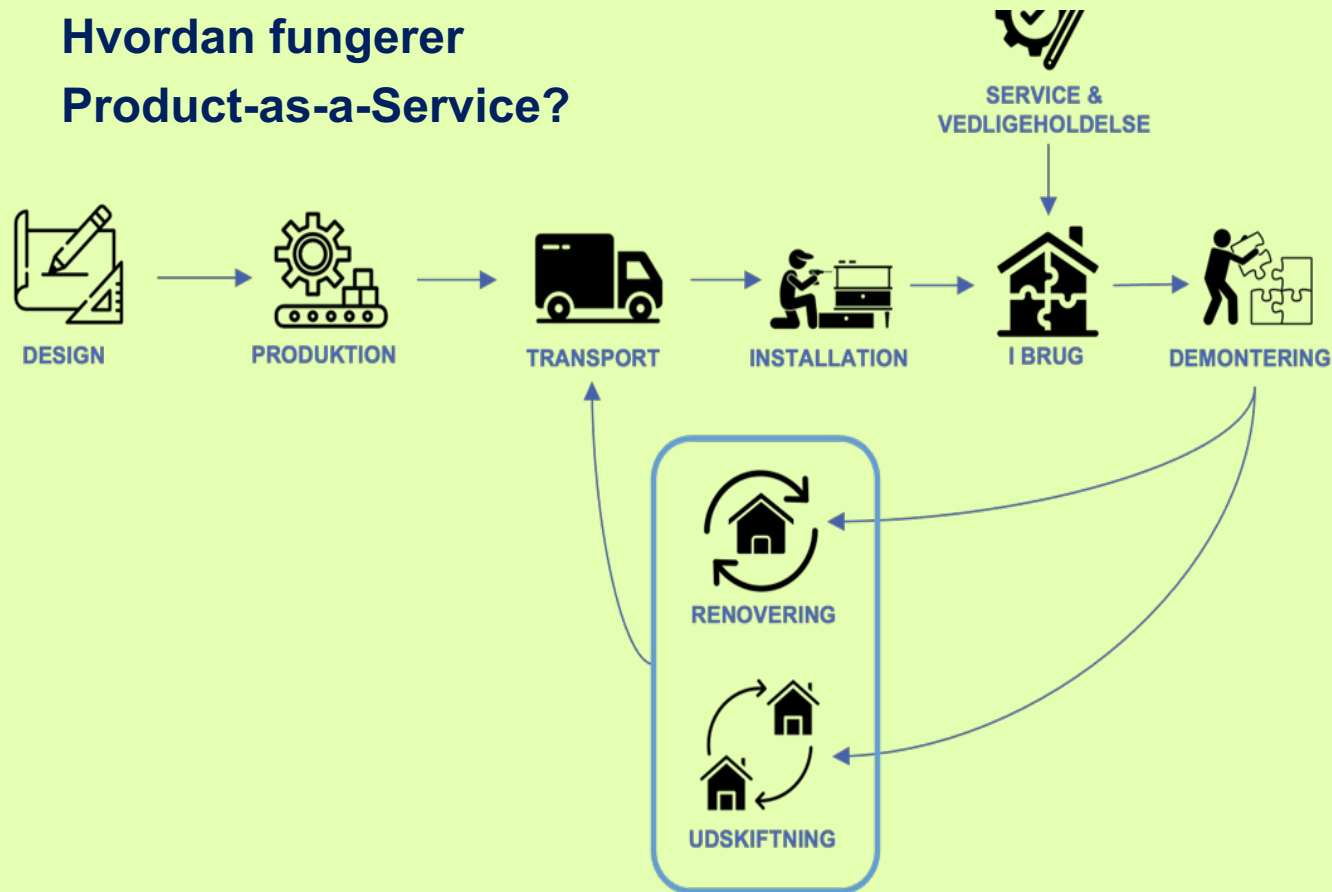 Hvordan fungerer
Product-as-a-Service?
SERVICE &
VEDLIGEHOLDELSE
DESIGN
PRODUKTION
TRANSPORT
INSTALLATION
I BRUG
DEMONTERING
RENOVERING
UDSKIFTNING